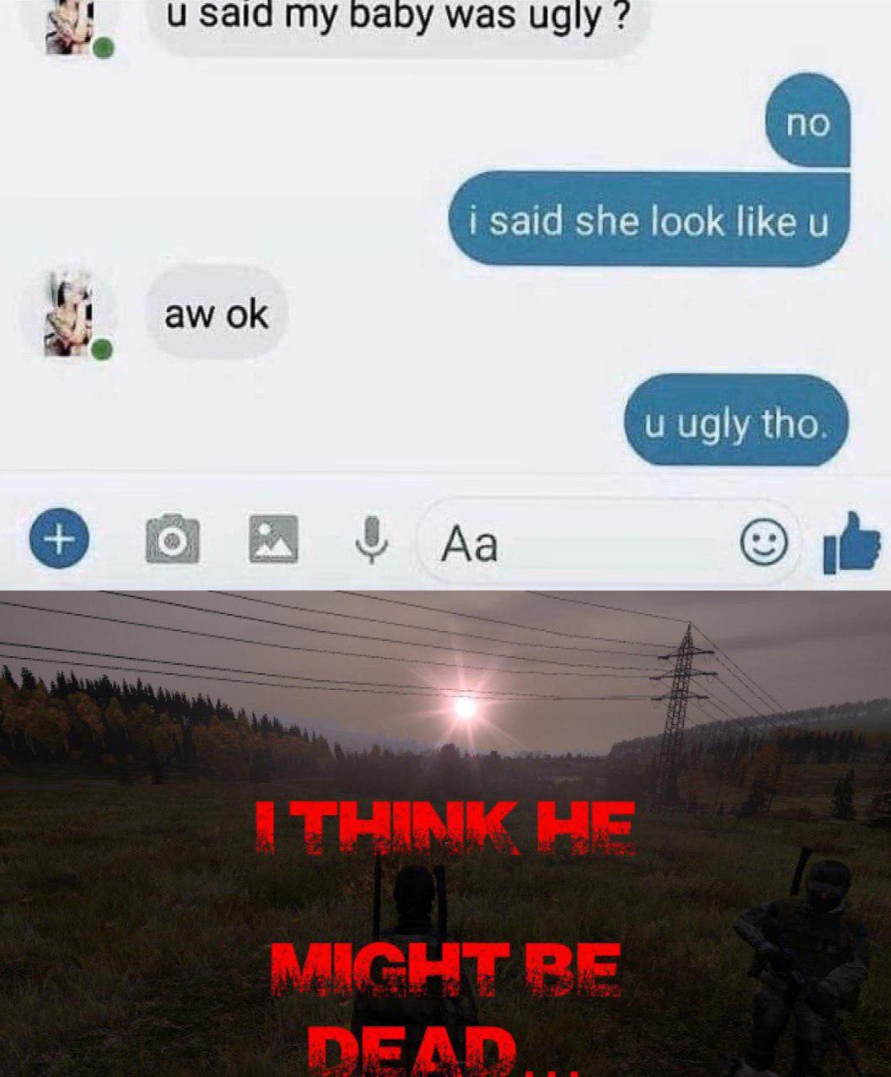 u said my baby was ugly ?
no
i said she look like u
aw ok
u ugly tho.
Aa
I THINK HE
MIGHT BE
DEAD...